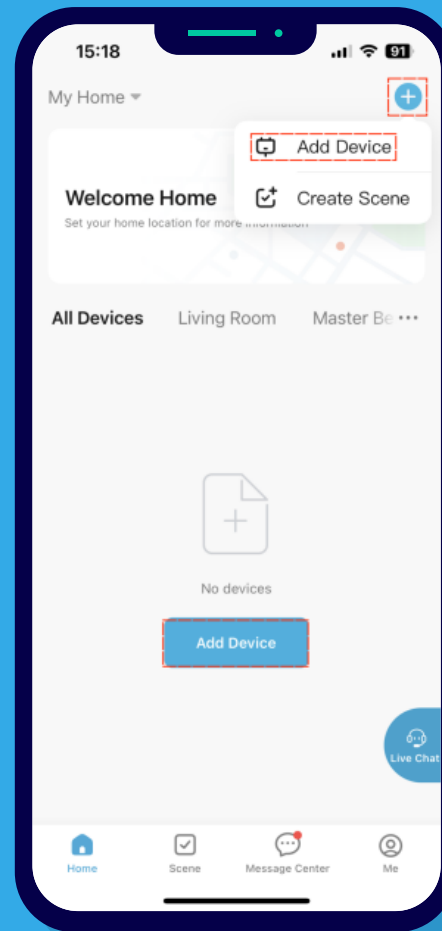 15:18
91
My Home
Add Device
Create Scene
Welcome Home
Set your home location for more information
All Devices
Living Room
Master Be
No devices
Add Device
Live Chat
Home
Scene
Message Center
Me